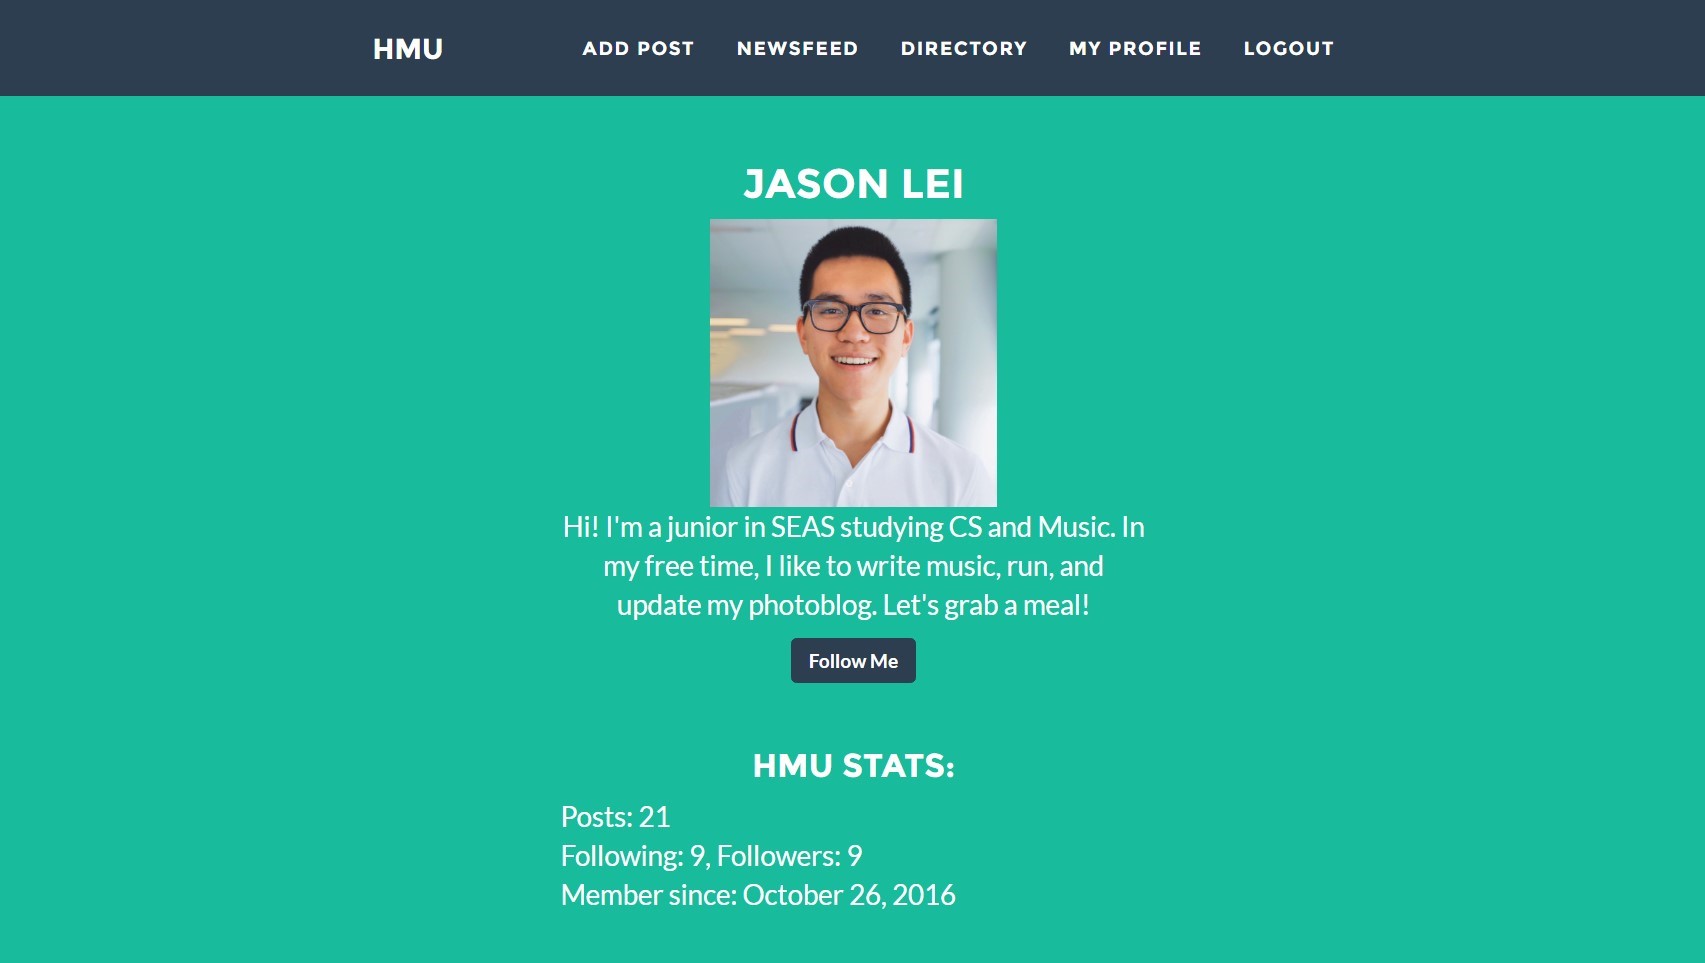 HMU
ADD POST NEWSFEED DIRECTORY MY PROFILE LOGOUT
JASON LEI
Hi! I'm a junior in SEAS studying CS and Music. In
my free time, I like to write music, run, and
update my photoblog. Let's grab a meal!
Follow Me
HMU STATS:
Posts: 21
Following: 9, Followers: 9
Member since: October 26, 2016